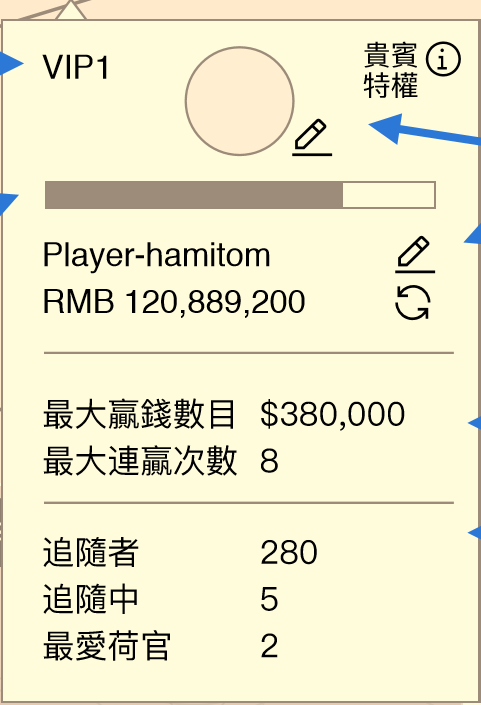 VIP1
貴賓
特權
Player-hamitom
RMB 120,889,200
最大贏錢數目 $380,000
最大連贏次數 8
追隨者 280
追隨中 5
最愛荷官 2